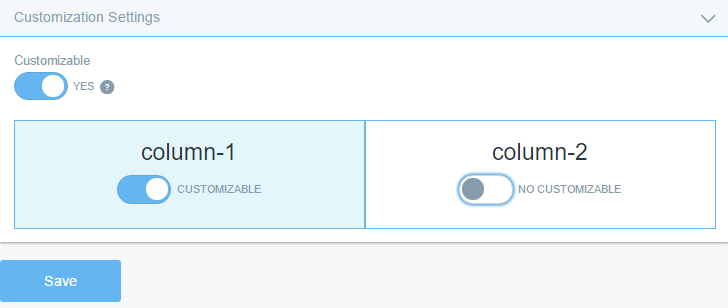 Customization Settings
Customizable
YES ?
column-1
CUSTOMIZABLE
column-2
NO CUSTOMIZABLE
Save